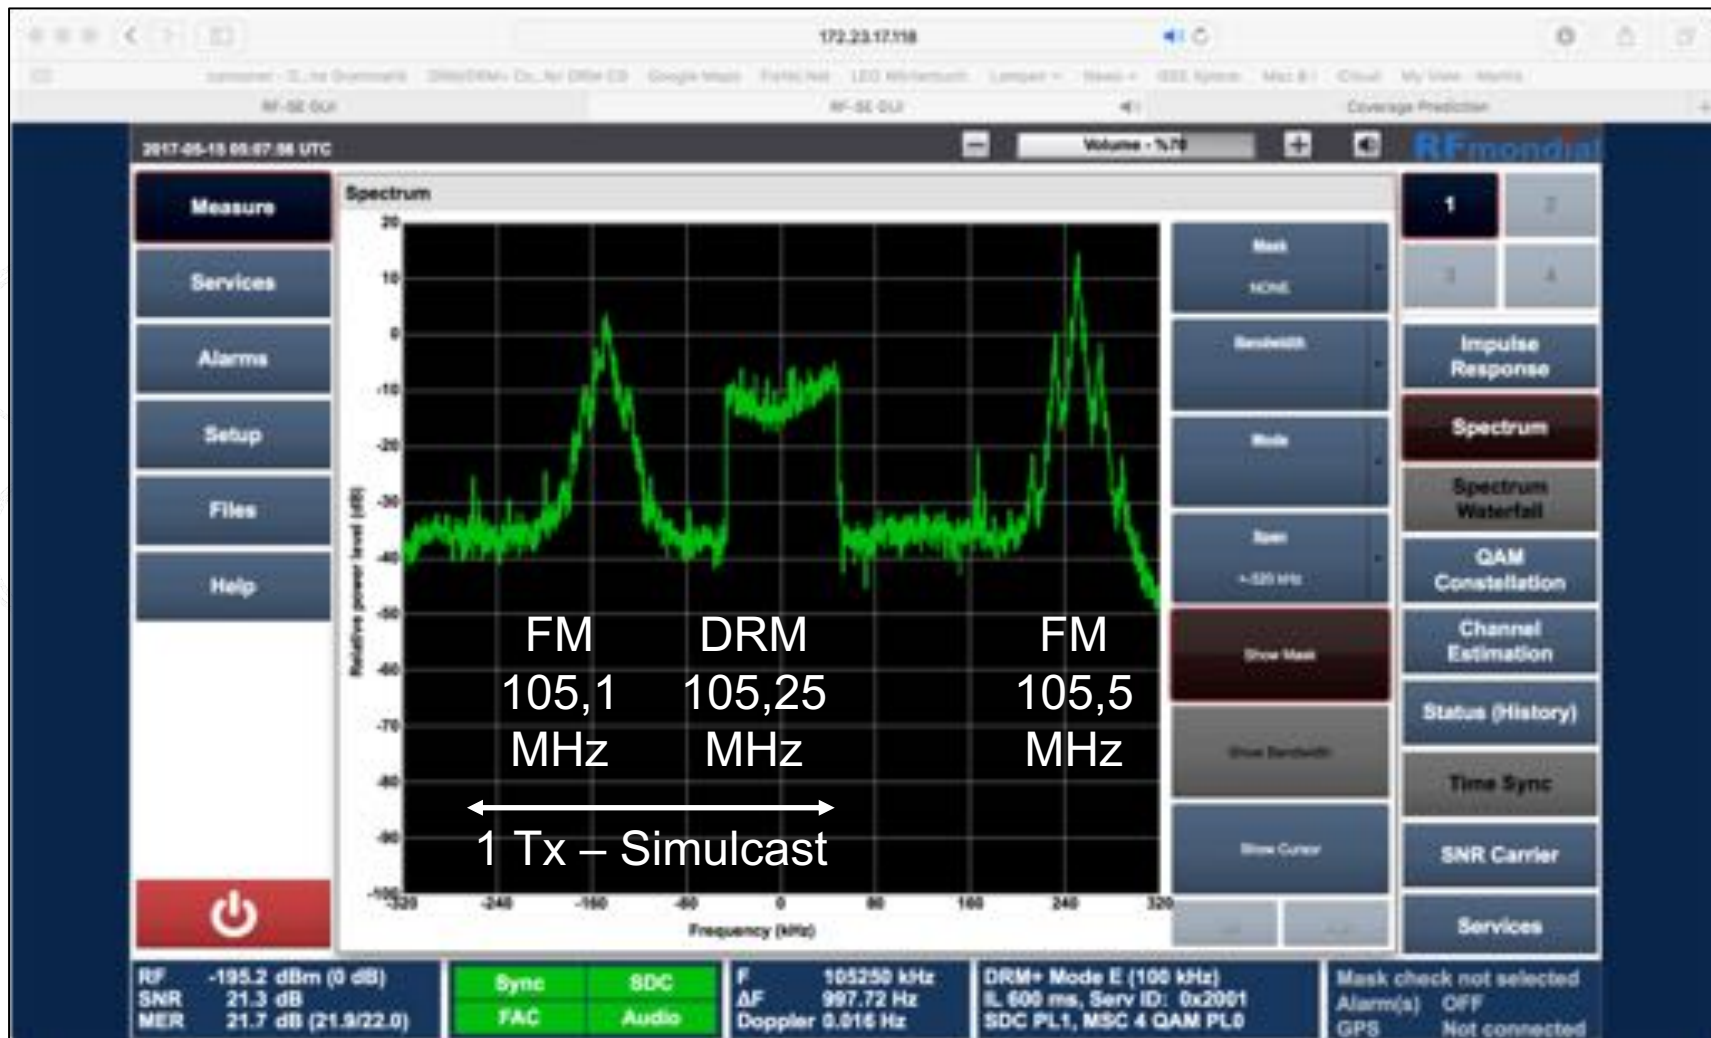 172.23.17.118
RF-SE GUI
RF-SE GUI
Coverage Prediction
2017-05-15 05:07:56 UTC
Volume - %70
RFmondial
Measure
Services
Alarms
Setup
Files
Help
Spectrum
20
10
0
-10
-20
-30
-40
-50
-60
-70
-80
-90
-100
Relative power level (dB)
-320 -240 -160 -80 0 80 160 240 320
Frequency (kHz)
FM
105,1
MHz
DRM
105,25
MHz
FM
105,5
MHz
1 Tx – Simulcast
Mask
NONE
Bandwidth
Mode
Span
+-320 kHz
Show Mask
Show Bandwidth
Show Cursor
1 2
3 4
Impulse
Response
Spectrum
Spectrum
Waterfall
QAM
Constellation
Channel
Estimation
Status (History)
Time Sync
SNR Carrier
Services
RF -195.2 dBm (0 dB)
SNR 21.3 dB
MER 21.7 dB (21.9/22.0)
Sync SDC
FAC Audio
F 105250 kHz
ΔF 997.72 Hz
Doppler 0.016 Hz
DRM+ Mode E (100 kHz)
IL 600 ms, Serv ID: 0x2001
SDC PL1, MSC 4 QAM PL0
Mask check not selected
Alarm(s) OFF
GPS Not connected